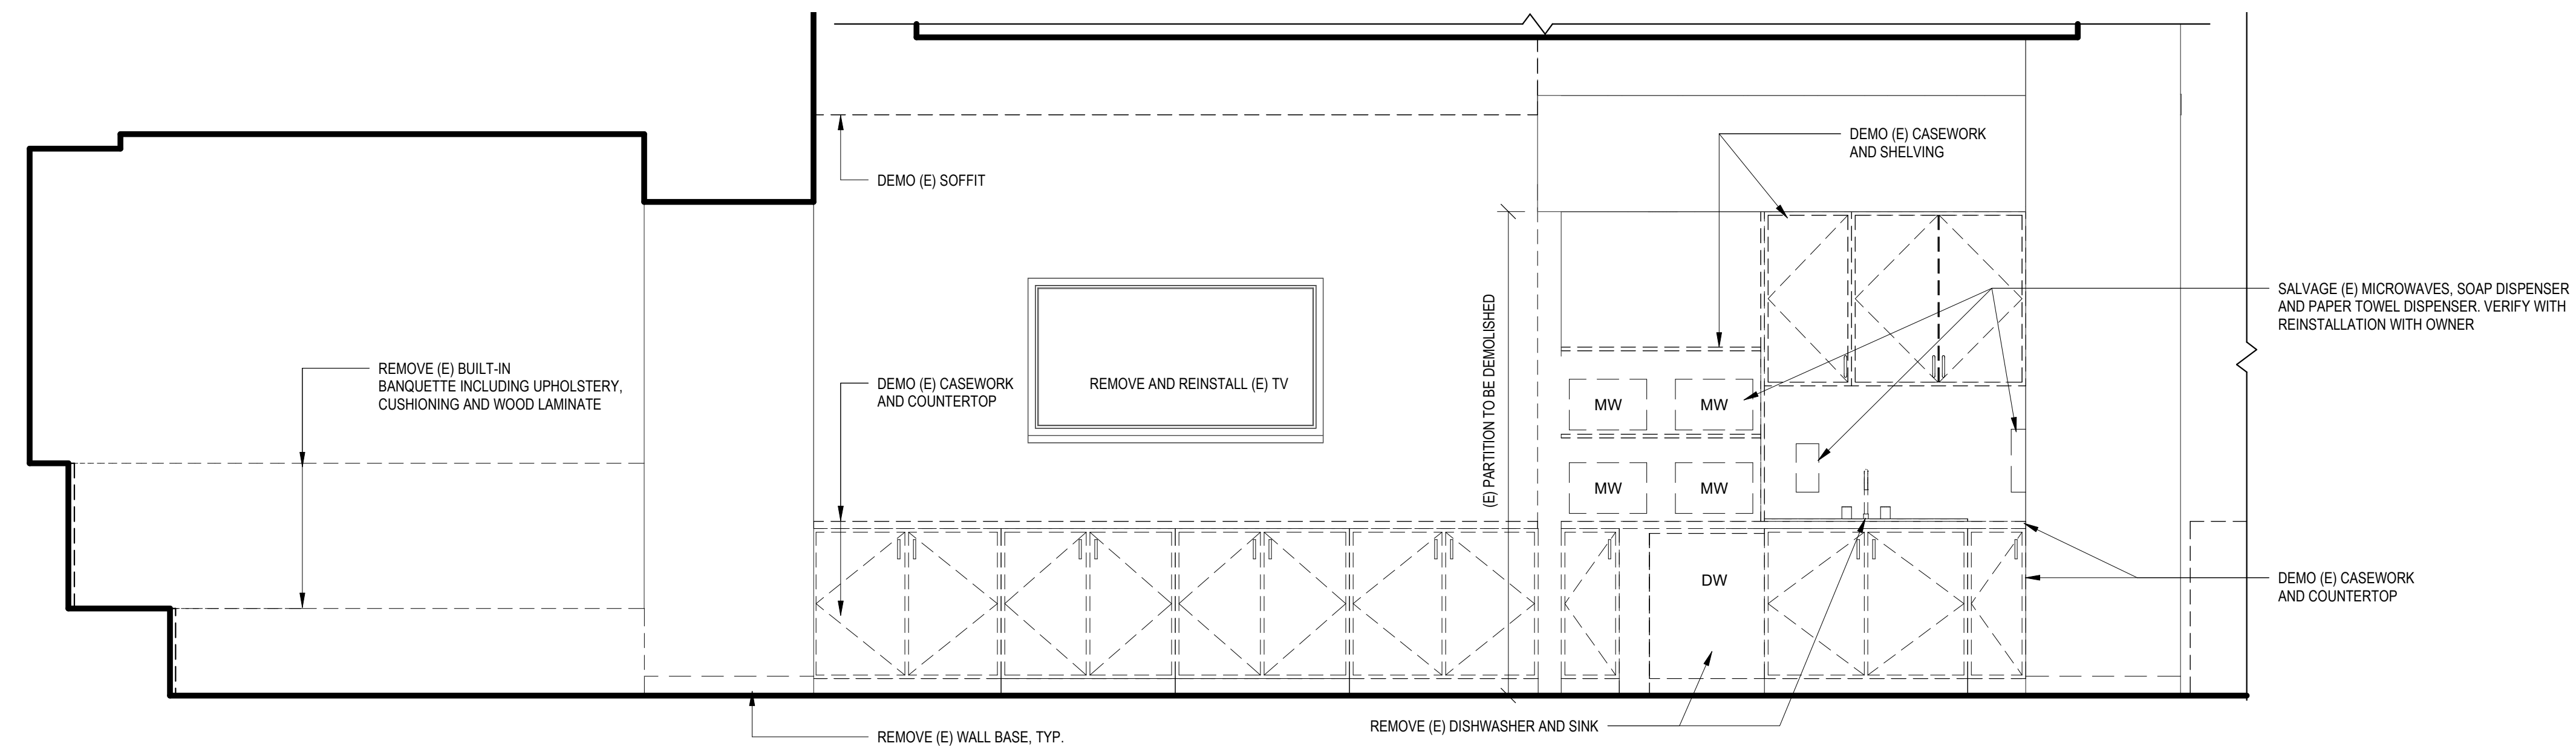 DEMO (E) CASEWORK
AND SHELVING
DEMO (E) SOFFIT
SALVAGE (E) MICROWAVES, SOAP DISPENSER
AND PAPER TOWEL DISPENSER. VERIFY WITH
REINSTALLATION WITH OWNER
(E) PARTITION TO BE DEMOLISHED
REMOVE (E) BUILT-IN
BANQUETTE INCLUDING UPHOLSTERY,
CUSHIONING AND WOOD LAMINATE
DEMO (E) CASEWORK
AND COUNTERTOP
REMOVE AND REINSTALL (E) TV
MW
MW
MW
MW
DW
DEMO (E) CASEWORK
AND COUNTERTOP
REMOVE (E) DISHWASHER AND SINK
REMOVE (E) WALL BASE, TYP.